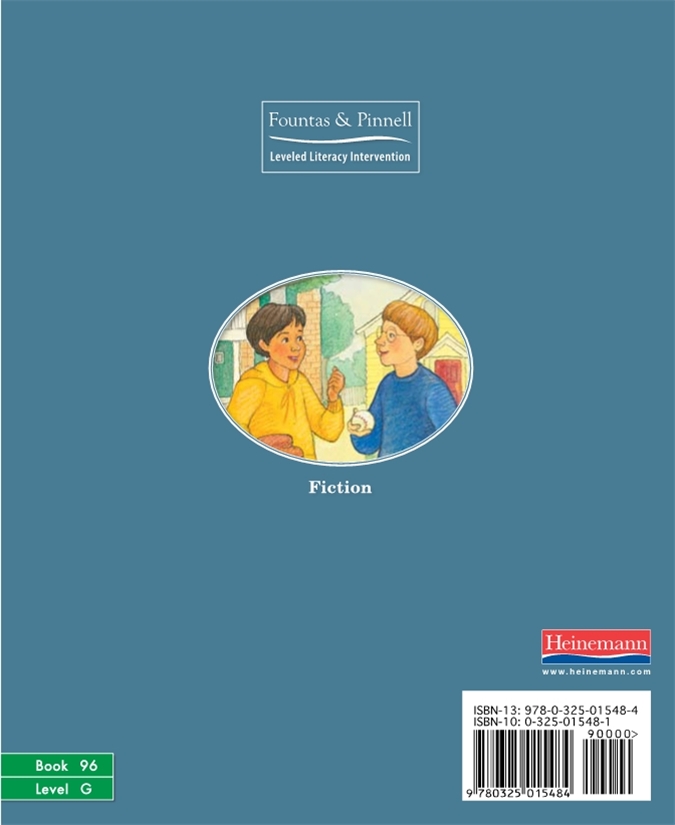 Fountas & Pinnell
Leveled Literacy Intervention
Fiction
Heinemann
www.heinemann.com
ISBN-13: 978-0-325-01548-4
ISBN-10: 0-325-01548-1
90000>
9 780325 015484
Book 96
Level G